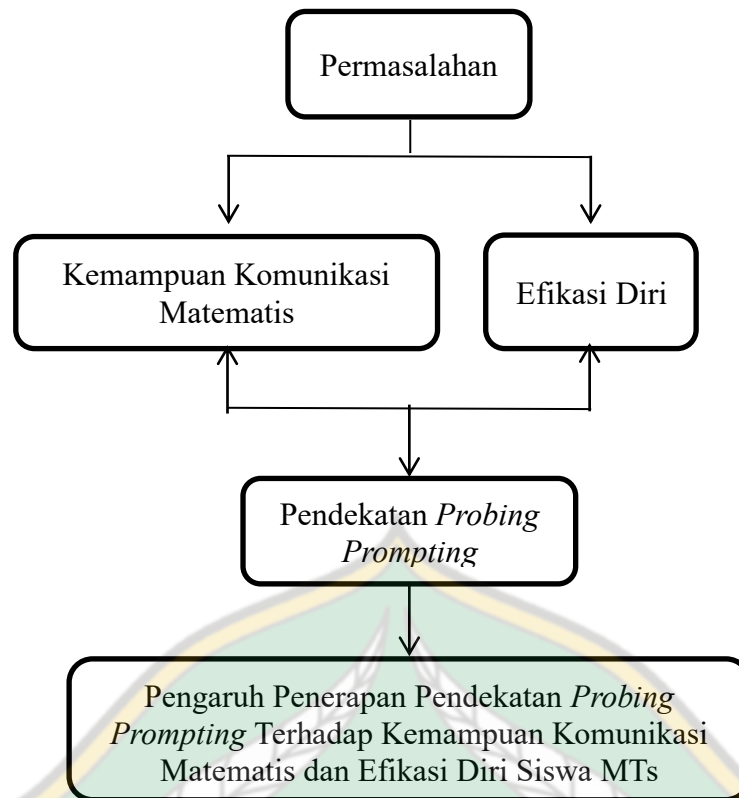 Permasalahan
Kemampuan Komunikasi
Matematis
Efikasi Diri
Pendekatan Probing
Prompting
Pengaruh Penerapan Pendekatan Probing
Prompting Terhadap Kemampuan Komunikasi
Matematis dan Efikasi Diri Siswa MTs